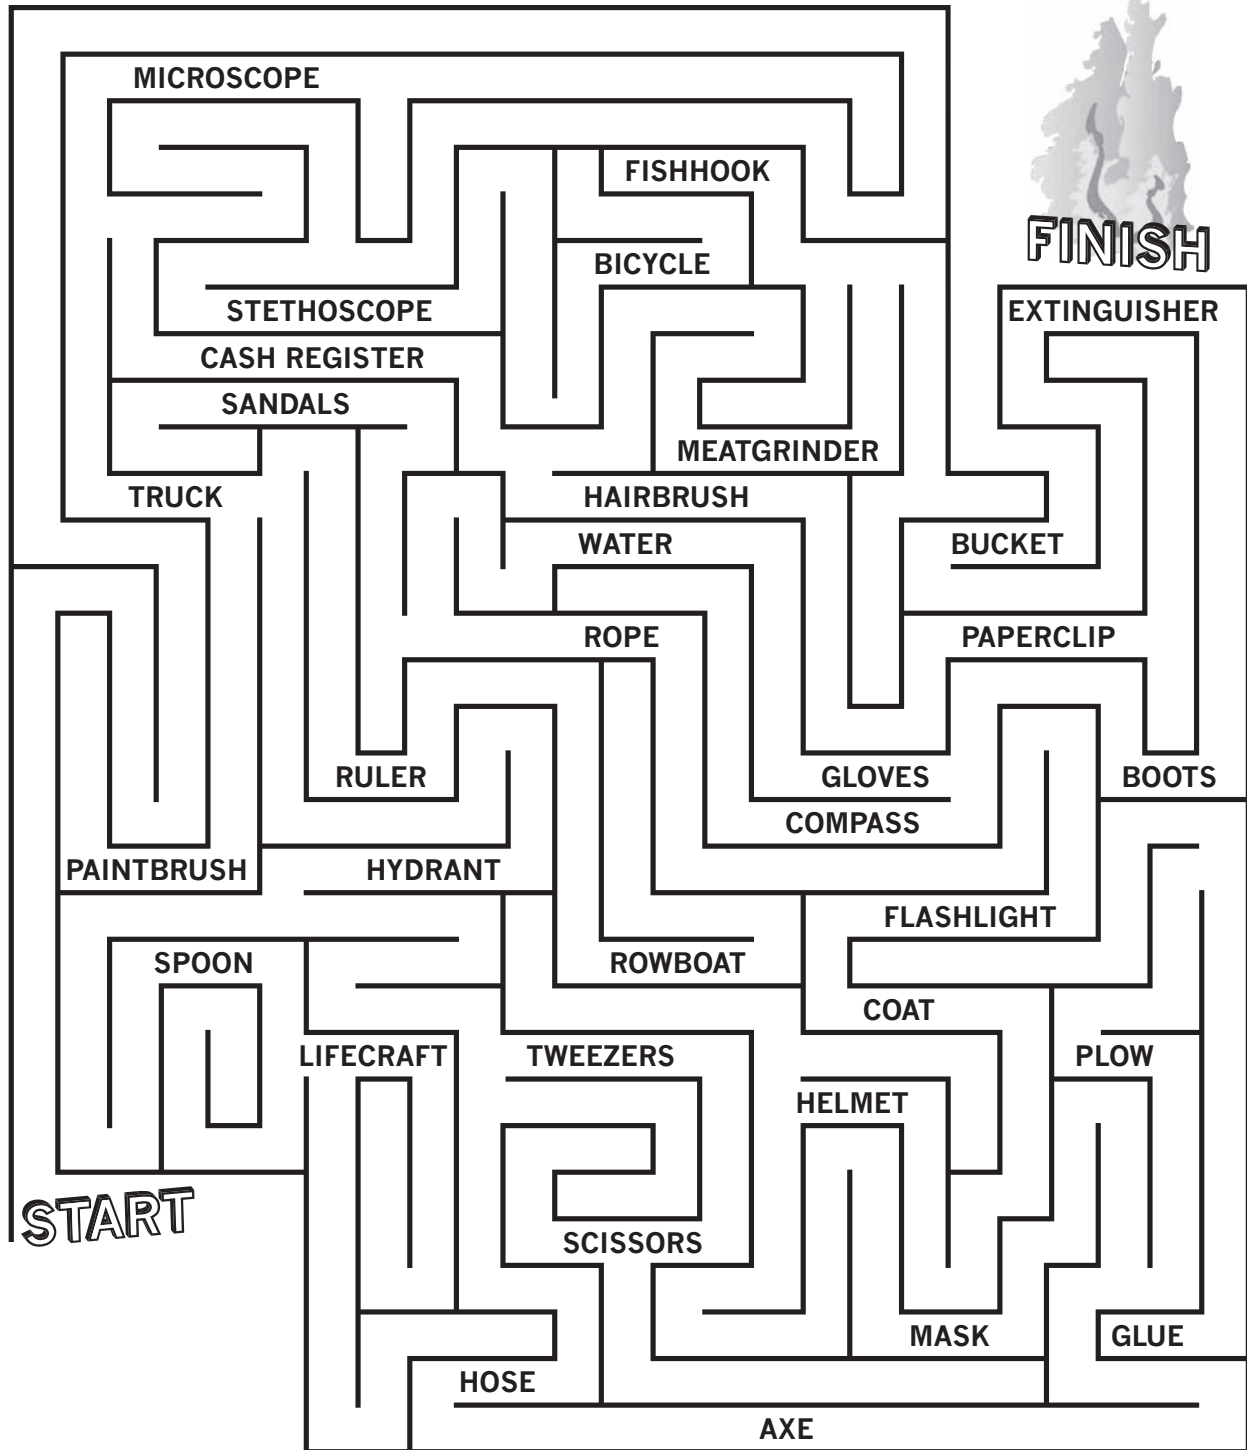 MICROSCOPE
FISHHOOK
FINISH
BICYCLE
STETHOSCOPE
EXTINGUISHER
CASH REGISTER
SANDALS
MEATGRINDER
TRUCK
HAIRBRUSH
WATER
BUCKET
ROPE
PAPERCLIP
RULER
GLOVES
BOOTS
COMPASS
PAINTBRUSH
HYDRANT
FLASHLIGHT
SPOON
ROWBOAT
COAT
LIFECRAFT
TWEEZERS
PLOW
HELMET
START
SCISSORS
MASK
GLUE
HOSE
AXE